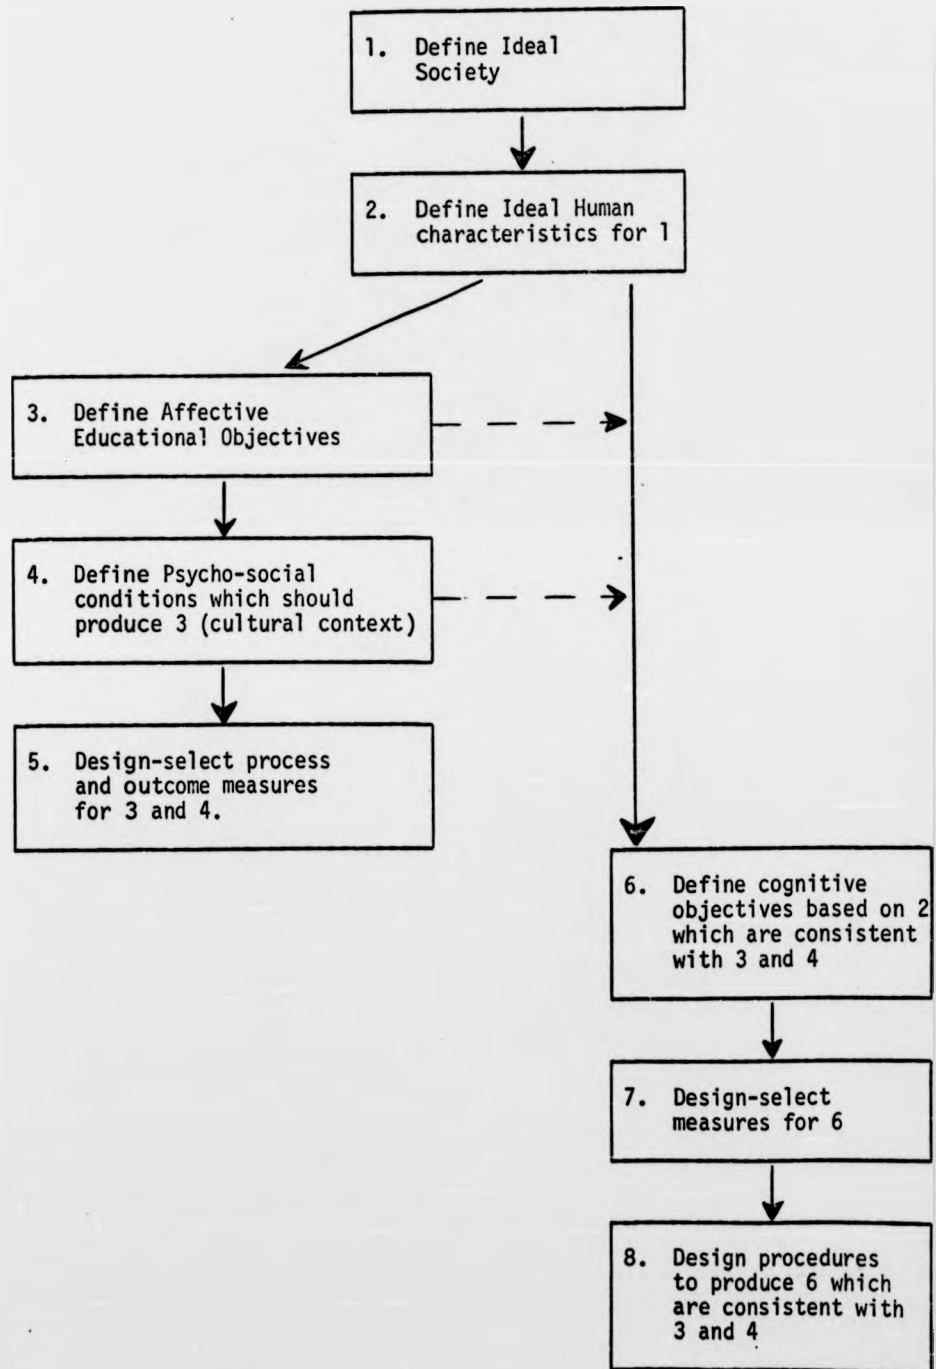 1. Define Ideal
Society
2. Define Ideal Human
characteristics for 1
3. Define Affective
Educational Objectives
4. Define Psycho-social
conditions which should
produce 3 (cultural context)
5. Design-select process
and outcome measures
for 3 and 4.
6. Define cognitive
objectives based on 2
which are consistent
with 3 and 4
7. Design-select
measures for 6
8. Design procedures
to produce 6 which
are consistent with
3 and 4